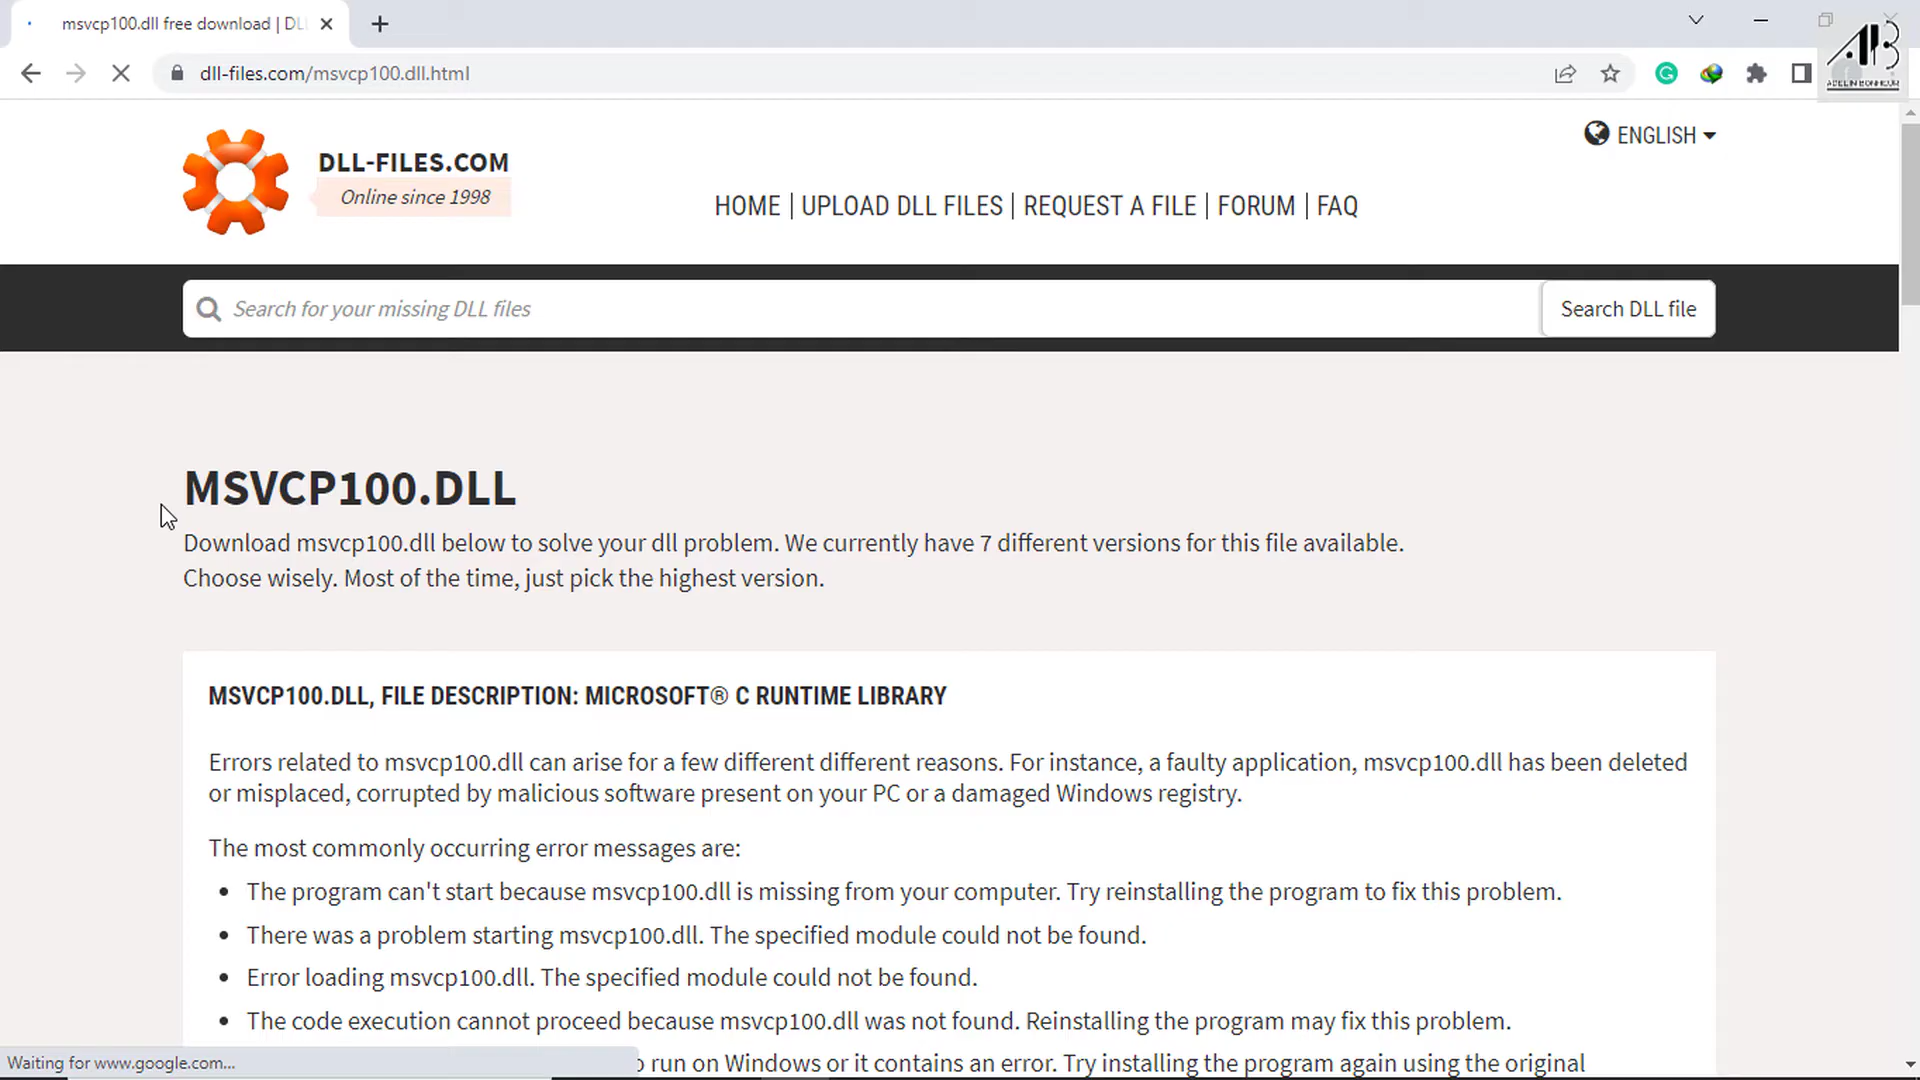 msvcp100.dll free download | DL
dll-files.com/msvcp100.dll.html
ENGLISH
DLL-FILES.COM
Online since 1998
HOME | UPLOAD DLL FILES | REQUEST A FILE | FORUM | FAQ
Search for your missing DLL files
Search DLL file
MSVCP100.DLL
Download msvcp100.dll below to solve your dll problem. We currently have 7 different versions for this file available.
Choose wisely. Most of the time, just pick the highest version.
MSVCP100.DLL, FILE DESCRIPTION: MICROSOFT® C RUNTIME LIBRARY
Errors related to msvcp100.dll can arise for a few different different reasons. For instance, a faulty application, msvcp100.dll has been deleted
or misplaced, corrupted by malicious software present on your PC or a damaged Windows registry.
The most commonly occurring error messages are:
• The program can't start because msvcp100.dll is missing from your computer. Try reinstalling the program to fix this problem.
• There was a problem starting msvcp100.dll. The specified module could not be found.
• Error loading msvcp100.dll. The specified module could not be found.
• The code execution cannot proceed because msvcp100.dll was not found. Reinstalling the program may fix this problem.
run on Windows or it contains an error. Try installing the program again using the original
Waiting for www.google.com...